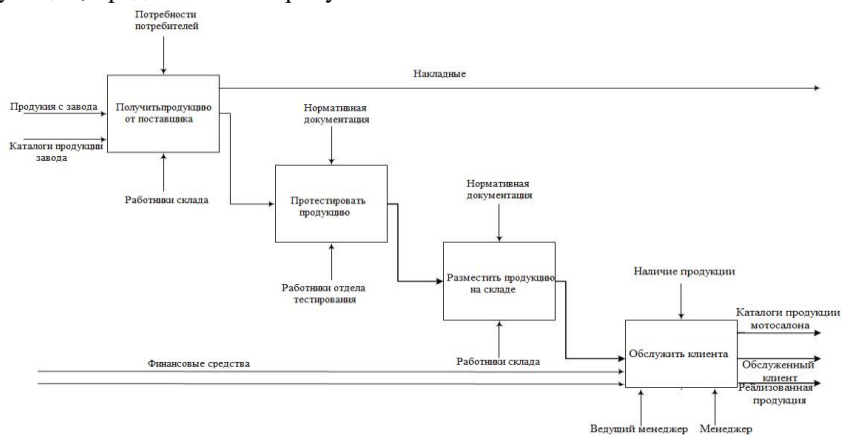 Потребности
потребителей
Накладные
Продукия с завода
Получитьпродукцию
от поставщика
Нормативная
документация
Каталоги продукции
завода
Работники склада
Протестировать
продукцию
Нормативная
документация
Работники отдела
тестирования
Разместить продукцию
на складе
Наличие продукции
Каталоги продукции
мотосалона
Финансовые средства
Работники склада
Обслужить клиента
Обслуженный
клиент
Реализованная
продукция
Ведущий менеджер
Менеджер